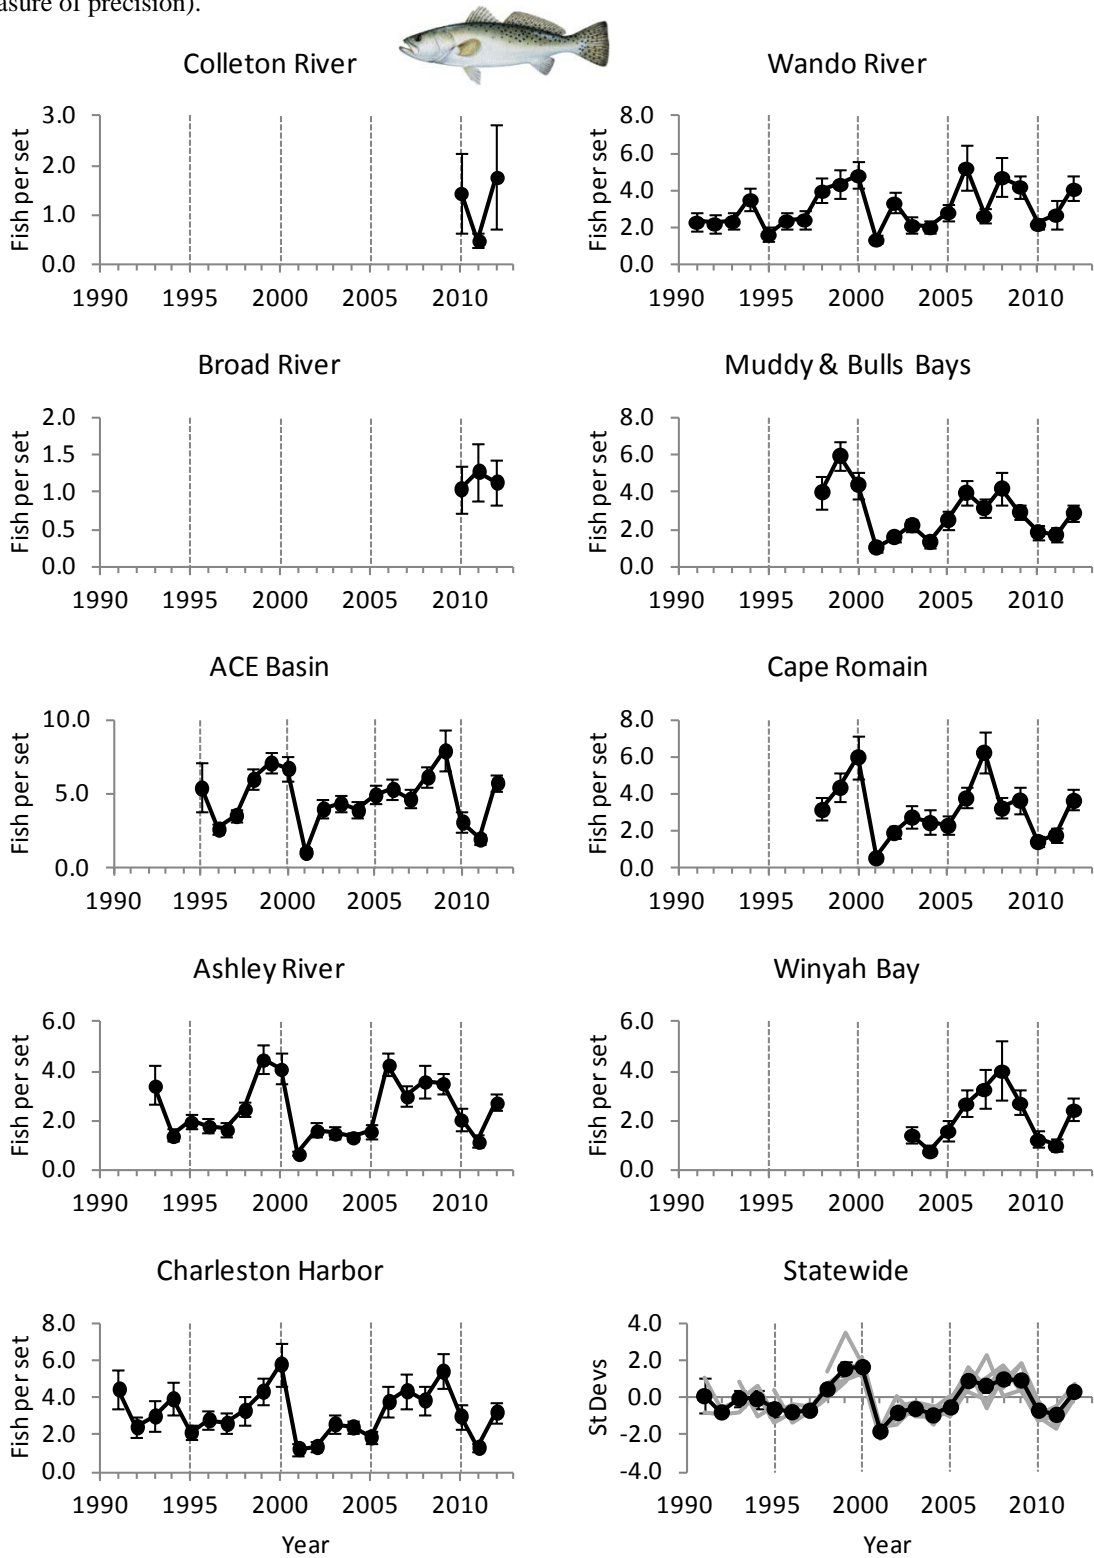 asure of precision).
Colleton River
Fish per set
3.0
2.0
1.0
0.0
1990 1995 2000 2005 2010
Wando River
Fish per set
8.0
6.0
4.0
2.0
0.0
1990 1995 2000 2005 2010
Broad River
Fish per set
2.0
1.5
1.0
0.5
0.0
1990 1995 2000 2005 2010
Muddy & Bulls Bays
Fish per set
8.0
6.0
4.0
2.0
0.0
1990 1995 2000 2005 2010
ACE Basin
Fish per set
10.0
5.0
0.0
1990 1995 2000 2005 2010
Cape Romain
Fish per set
8.0
6.0
4.0
2.0
0.0
1990 1995 2000 2005 2010
Ashley River
Fish per set
6.0
4.0
2.0
0.0
1990 1995 2000 2005 2010
Winyah Bay
Fish per set
6.0
4.0
2.0
0.0
1990 1995 2000 2005 2010
Charleston Harbor
Fish per set
8.0
6.0
4.0
2.0
0.0
1990 1995 2000 2005 2010
Year
Statewide
St Devs
4.0
2.0
0.0
-2.0
-4.0
1990 1995 2000 2005 2010
Year